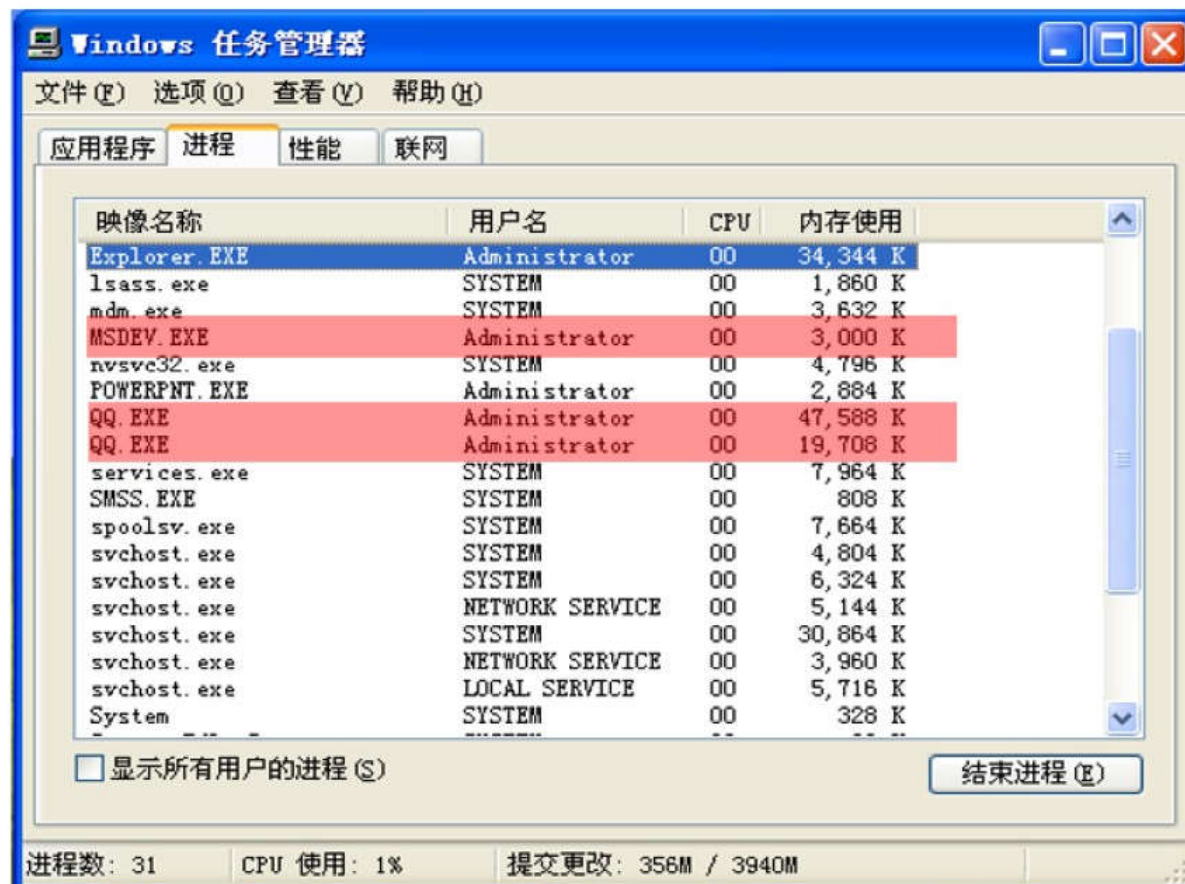 Windows 任务管理器
文件(F) 选项(O) 查看(V) 帮助(H)
应用程序 进程 性能 联网
映像名称 用户名 CPU 内存使用
Explorer.EXE Administrator 00 34,344 K
lsass.exe SYSTEM 00 1,860 K
mdm.exe SYSTEM 00 3,632 K
MSDEV.EXE Administrator 00 3,000 K
nvsvc32.exe SYSTEM 00 4,796 K
POWERPNT.EXE Administrator 00 2,884 K
QQ.EXE Administrator 00 47,588 K
QQ.EXE Administrator 00 19,708 K
services.exe SYSTEM 00 7,964 K
SMSS.EXE SYSTEM 00 808 K
spoolsv.exe SYSTEM 00 7,664 K
svchost.exe SYSTEM 00 4,804 K
svchost.exe SYSTEM 00 6,324 K
svchost.exe NETWORK SERVICE 00 5,144 K
svchost.exe SYSTEM 00 30,864 K
svchost.exe NETWORK SERVICE 00 3,960 K
svchost.exe LOCAL SERVICE 00 5,716 K
System SYSTEM 00 328 K
显示所有用户的进程(S) 结束进程(E)
进程数: 31 CPU 使用: 1% 提交更改: 356M / 3940M